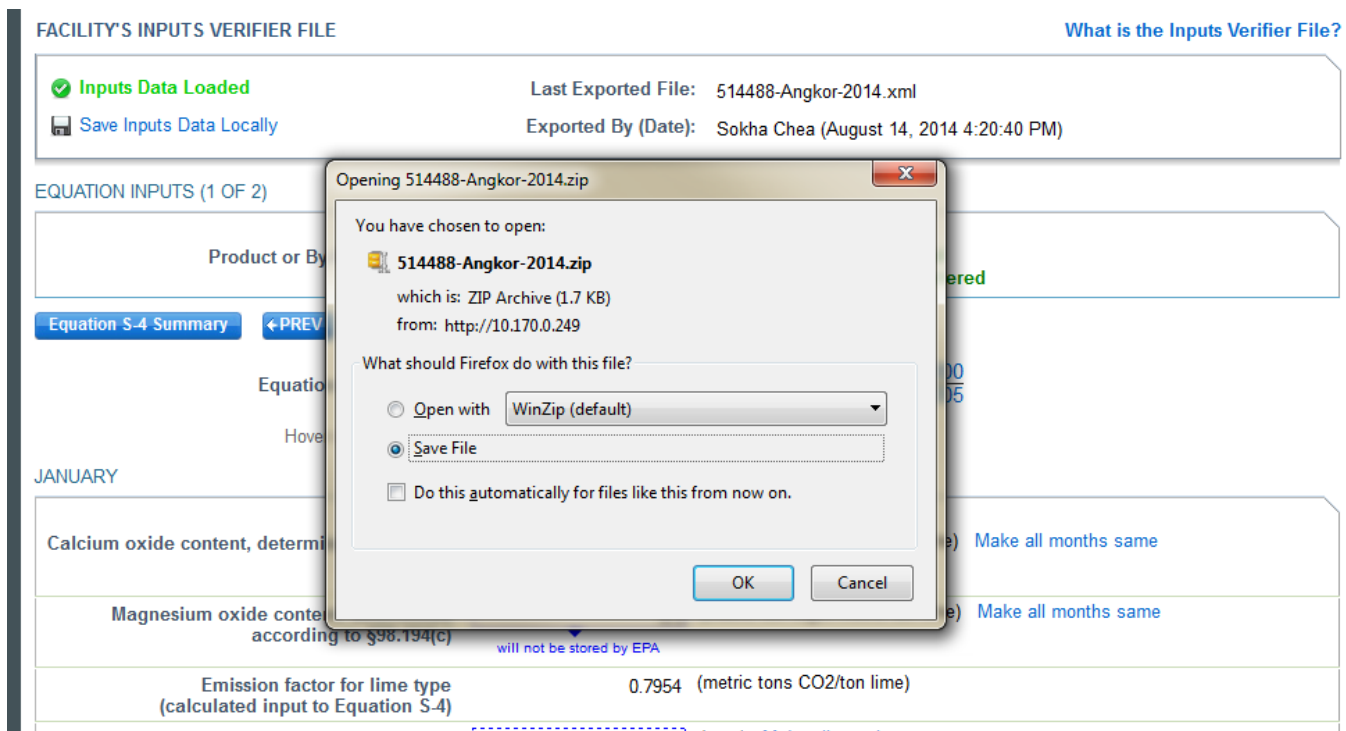 FACILITY'S INPUTS VERIFIER FILE
What is the Inputs Verifier File?
Inputs Data Loaded
Last Exported File: 514488-Angkor-2014.xml
Save Inputs Data Locally
Exported By (Date): Sokha Chea (August 14, 2014 4:20:40 PM)
Opening 514488-Angkor-2014.zip
EQUATION INPUTS (1 OF 2)
You have chosen to open:
Product or By
514488-Angkor-2014.zip
ered
which is: ZIP Archive (1.7 KB)
from: http://10.170.0.249
Equation S-4 Summary
PREV
What should Firefox do with this file?
Equatio
00
05
Open with WinZip (default)
Hove
Save File
JANUARY
Do this automatically for files like this from now on.
Calcium oxide content, determi
e) Make all months same
OK
Cancel
Magnesium oxide conte
e) Make all months same
according to §98.194(c)
will not be stored by EPA
Emission factor for lime type
0.7954 (metric tons CO2/ton lime)
(calculated input to Equation S-4)